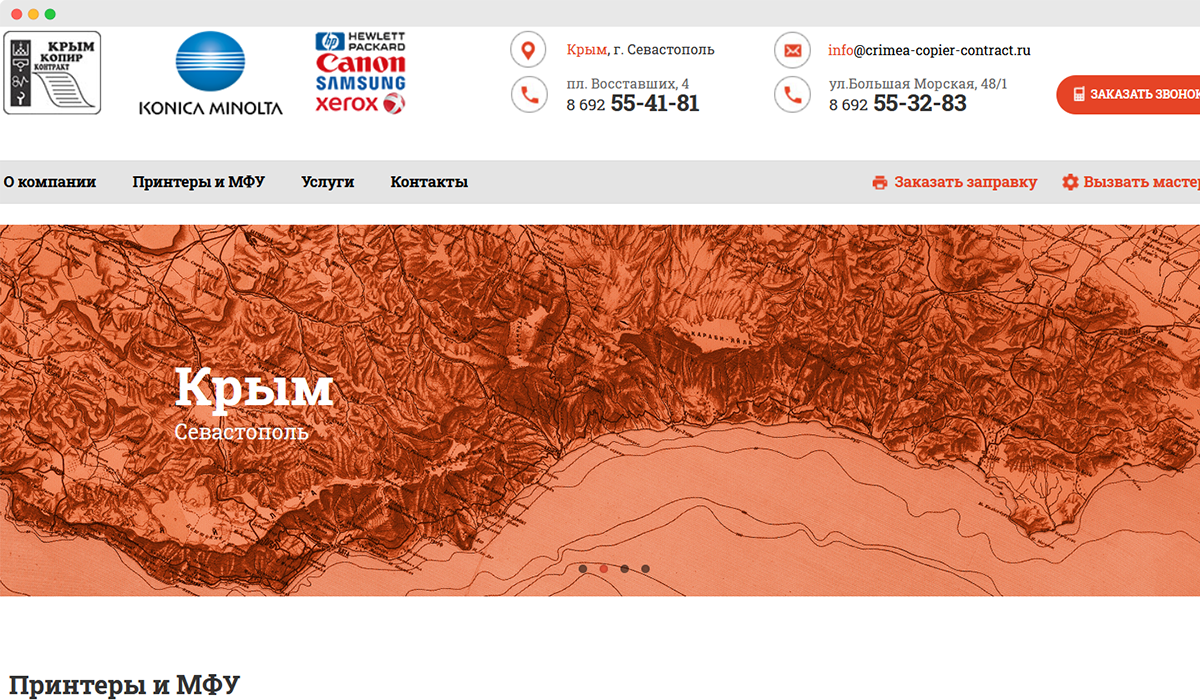 КРЫМ
КОПИР
КОНТРАКТ
KONICA MINOLTA
hp HEWLETT
PACKARD
Canon
SAMSUNG
xerox
Крым, г. Севастополь
пл. Восставших, 4
8 692 55-41-81
info@crimea-copier-contract.ru
ул.Большая Морская, 48/1
8 692 55-32-83
ЗАКАЗАТЬ ЗВОНОК
О компании
Принтеры и МФУ
Услуги
Контакты
Заказать заправку
Вызвать мастер
КАРАБИ-ЯЙЛА
Крым
Севастополь
Принтеры и МФУ